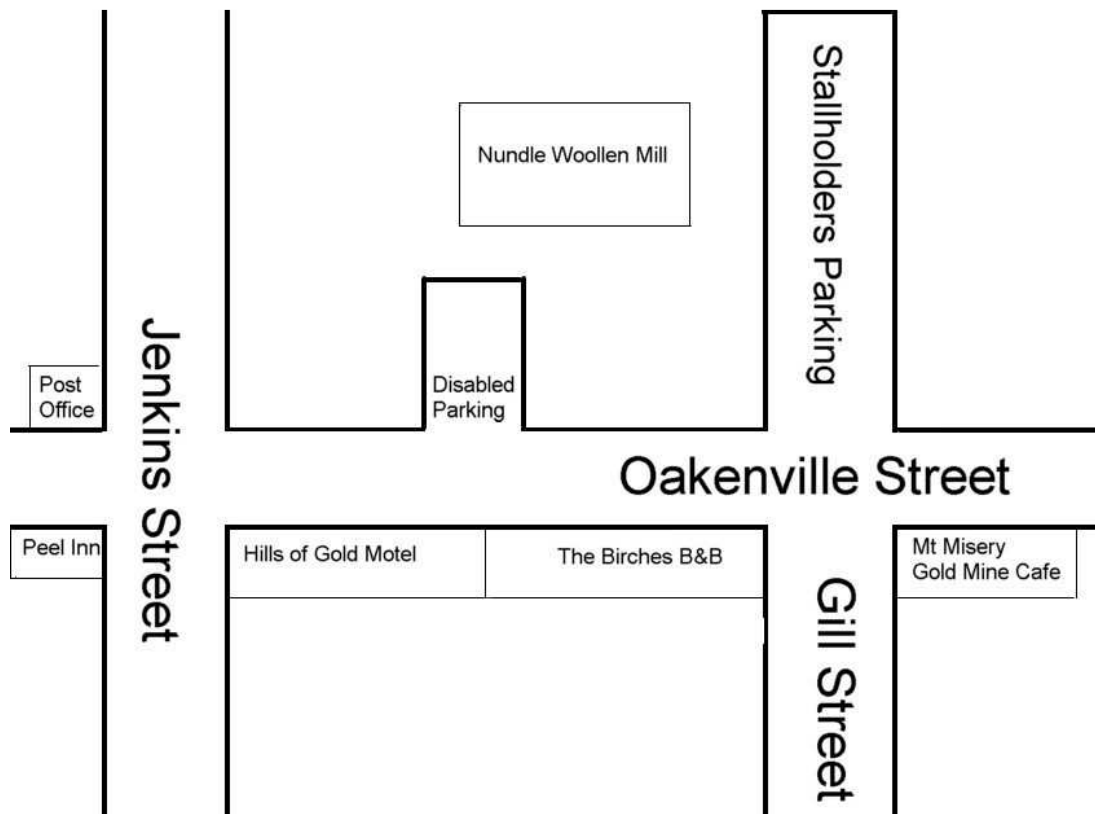 Stallholders Parking
Nundle Woollen Mill
Jenkins Street
Post
Office
Disabled
Parking
Oakenville Street
Peel Inn
Hills of Gold Motel
The Birches B&B
Mt Misery
Gold Mine Cafe
Gill Street